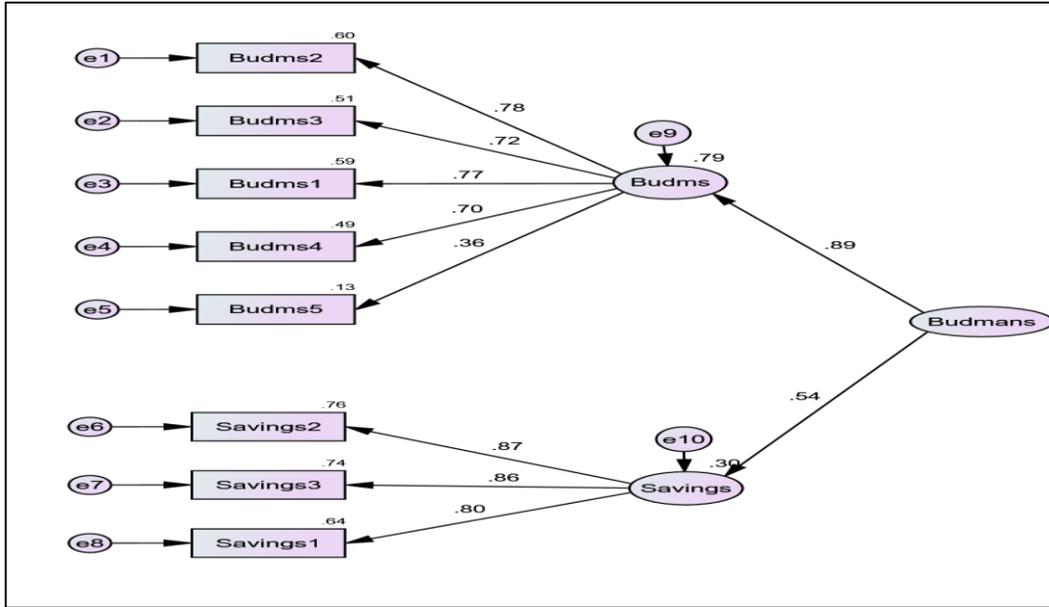 .60
e1
Budms2
.78
.51
e2
Budms3
.72
e9
.79
.59
e3
Budms1
.77
Budms
.70
.49
e4
Budms4
.36
.89
.13
e5
Budms5
Budmans
.54
.76
e6
Savings2
.87
e10
.74
.30
e7
Savings3
.86
Savings
.80
.64
e8
Savings1